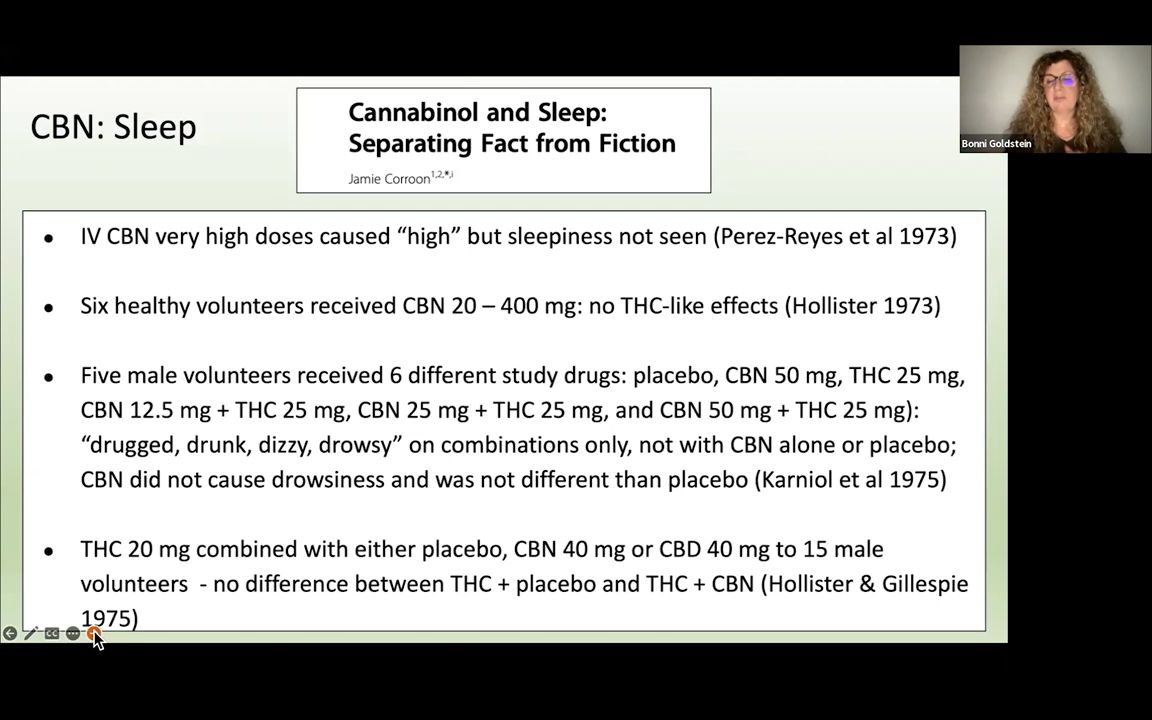 CBN: Sleep
Cannabinol and Sleep:
Separating Fact from Fiction
Jamie Corroon1,2,*,i
Bonni Goldstein
• IV CBN very high doses caused “high” but sleepiness not seen (Perez-Reyes et al 1973)
• Six healthy volunteers received CBN 20 – 400 mg: no THC-like effects (Hollister 1973)
• Five male volunteers received 6 different study drugs: placebo, CBN 50 mg, THC 25 mg,
CBN 12.5 mg + THC 25 mg, CBN 25 mg + THC 25 mg, and CBN 50 mg + THC 25 mg):
“drugged, drunk, dizzy, drowsy” on combinations only, not with CBN alone or placebo;
CBN did not cause drowsiness and was not different than placebo (Karniol et al 1975)
• THC 20 mg combined with either placebo, CBN 40 mg or CBD 40 mg to 15 male
volunteers - no difference between THC + placebo and THC + CBN (Hollister & Gillespie
1975)
CC